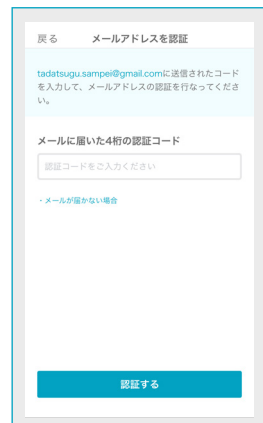 戻る メールアドレスを認証
tadatsugu.sampei@gmail.comに送信されたコード
を入力して、メールアドレスの認証を行なってくださ
い。
メールに届いた4桁の認証コード
認証コードをご入力ください
・メールが届かない場合
認証する